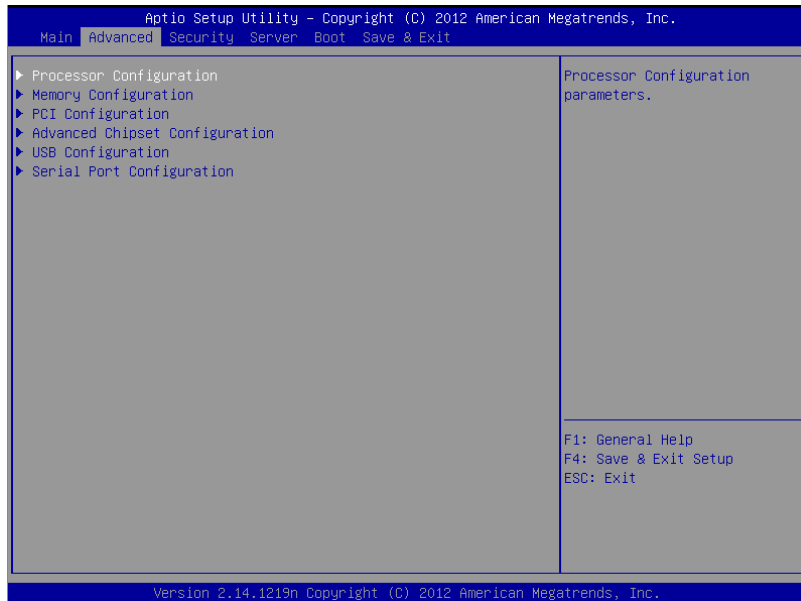 Aptio Setup Utility – Copyright (C) 2012 American Megatrends, Inc.
Main Advanced Security Server Boot Save & Exit
Processor Configuration
Memory Configuration
PCI Configuration
Advanced Chipset Configuration
USB Configuration
Serial Port Configuration
Processor Configuration
parameters.
F1: General Help
F4: Save & Exit Setup
ESC: Exit
Version 2.14.1219n Copyright (C) 2012 American Megatrends, Inc.